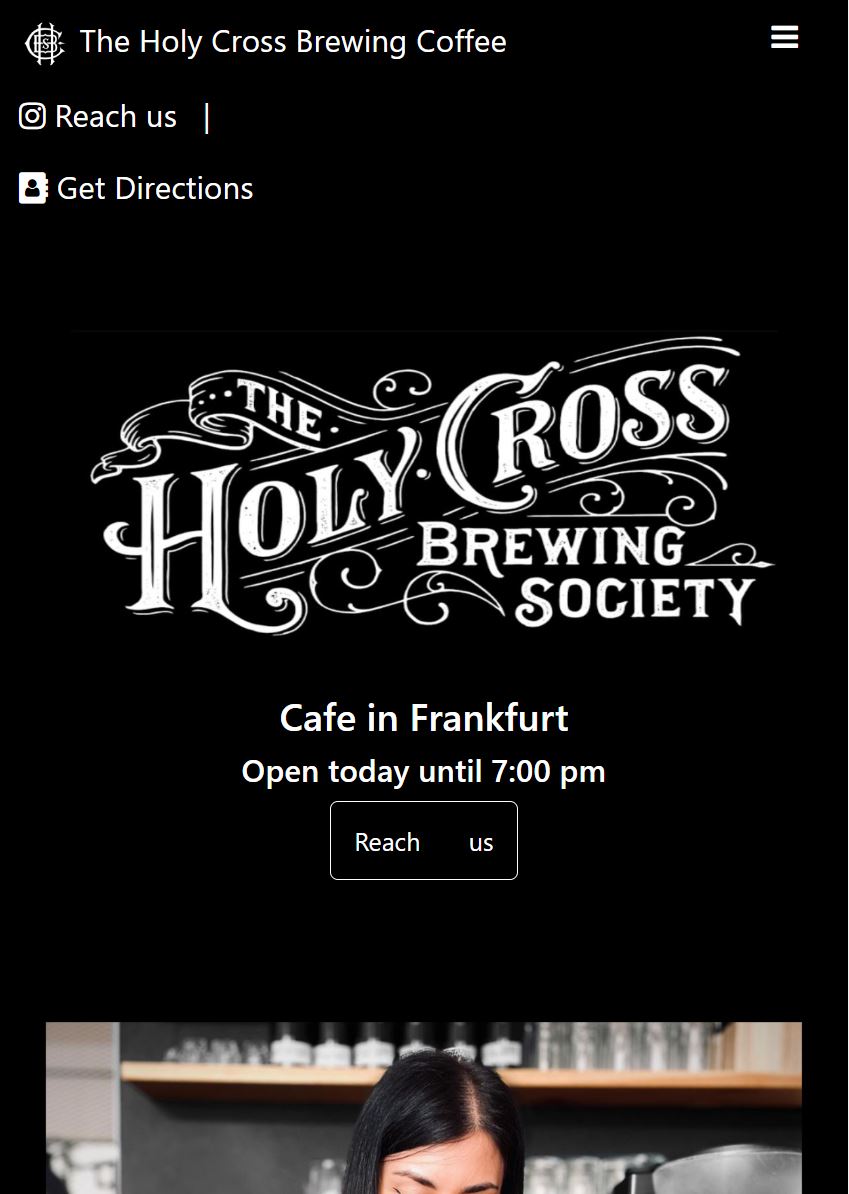 The Holy Cross Brewing Coffee
Reach us |
Get Directions
THE
HOLY CROSS
BREWING
SOCIETY
Cafe in Frankfurt
Open today until 7:00 pm
Reach us